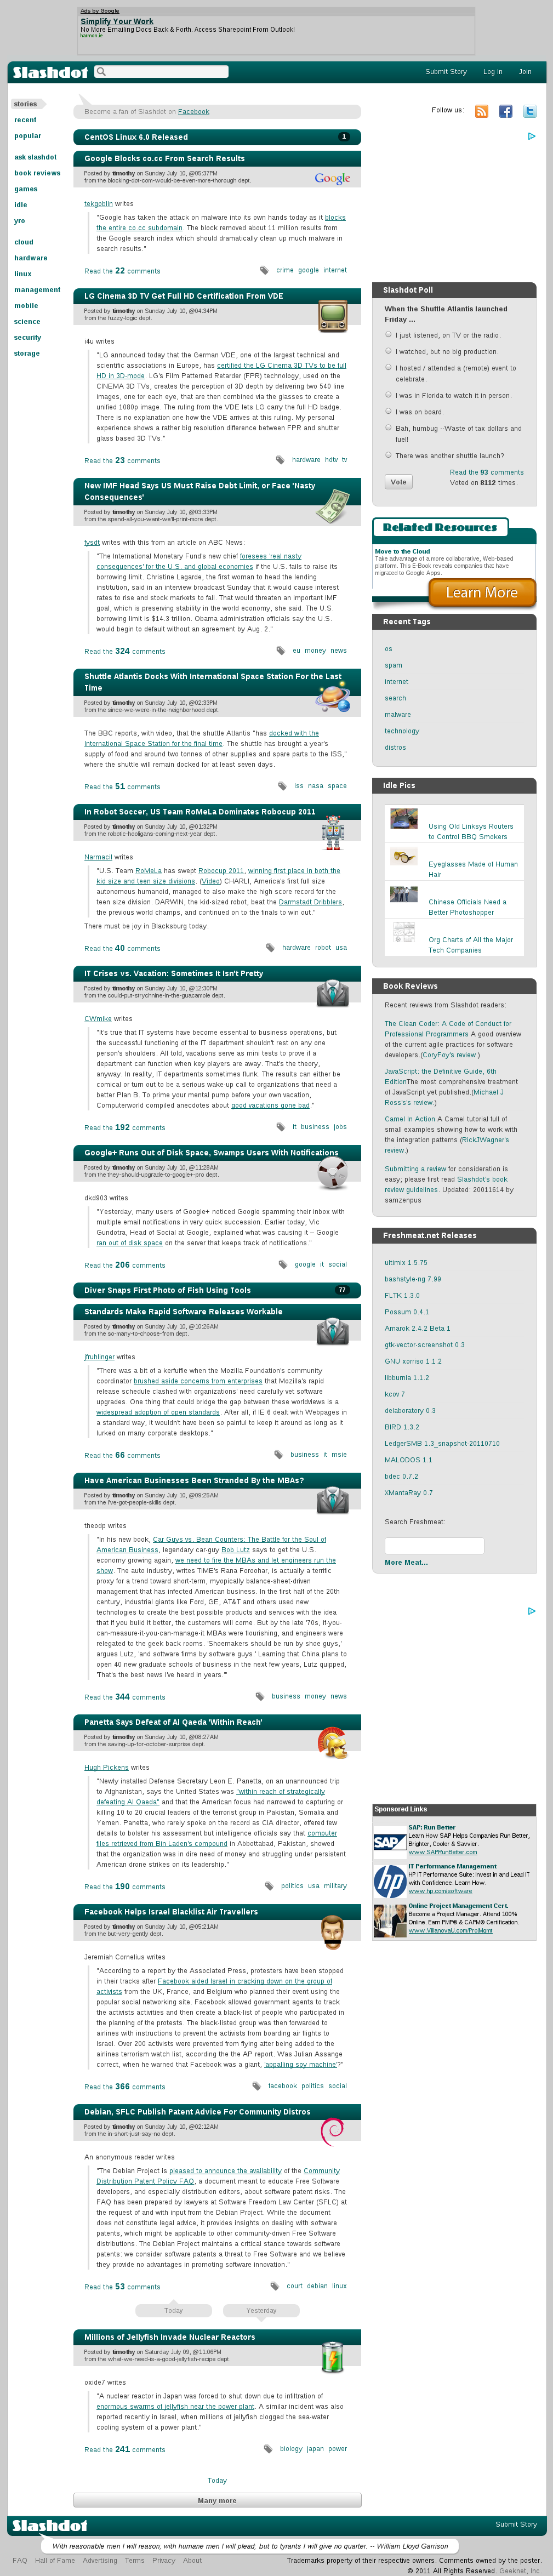 Ads by Google
Simplify Your Work
No More Emailing Docs Back & Forth. Access Sharepoint From Outlook!
harmon.ie
Slashdot
Submit Story
Log In
Join
stories
recent
popular
ask slashdot
book reviews
games
idle
yro
cloud
hardware
linux
management
mobile
science
security
storage
Become a fan of Slashdot on Facebook
CentOS Linux 6.0 Released
1
Google Blocks co.cc From Search Results
Posted by timothy on Sunday July 10, @05:37PM
from the blocking-dot-com-would-be-even-more-thorough dept.
Google
tekgoblin writes
"Google has taken the attack on malware into its own hands today as it blocks
the entire co.cc subdomain. The block removed about 11 million results from
the Google search index which should dramatically clean up much malware in
search results."
Read the 22 comments
crime google internet
LG Cinema 3D TV Get Full HD Certification From VDE
Posted by timothy on Sunday July 10, @04:34PM
from the fuzzy-logic dept.
i4u writes
"LG announced today that the German VDE, one of the largest technical and
scientific associations in Europe, has certified the LG Cinema 3D TVs to be full
HD in 3D-mode. LG's Film Patterned Retarder (FPR) technology, used on the
CINEMA 3D TVs, creates the perception of 3D depth by delivering two 540 line
images, one for each eye, that are combined via the glasses to create a
unified 1080p image. The ruling from the VDE lets LG carry the full HD logo.
There is no explanation one how the VDE arrives at this ruling. My personal
experience shows a rather big resolution difference between FPR and shutter
glass based 3D TVs."
Read the 23 comments
hardware hdtv tv
New IMF Head Says US Must Raise Debt Limit, or Face 'Nasty
Consequences'
Posted by timothy on Sunday July 10, @03:33PM
from the spend-all-you-want-we'll-print-more dept.
fysdt writes with this from an article on ABC News:
"The International Monetary Fund's new chief foresees 'real nasty
consequences' for the U.S. and global economies if the U.S. fails to raise its
borrowing limit. Christine Lagarde, the first woman to head the lending
institution, said in an interview broadcast Sunday that it would cause interest
rates to rise and stock markets to fall. That would threaten an important IMF
goal, which is preserving stability in the world economy, she said. The U.S.
borrowing limit is $14.3 trillion. Obama administration officials say the U.S.
would begin to default without an agreement by Aug. 2."
Read the 324 comments
eu money news
Shuttle Atlantis Docks With International Space Station For the Last
Time
Posted by timothy on Sunday July 10, @02:33PM
from the since-we-were-in-the-neighborhood dept.
The BBC reports, with video, that the shuttle Atlantis "has docked with the
International Space Station for the final time. The shuttle has brought a year's
supply of food and around two tonnes of other supplies and spare parts to the ISS,"
where the shuttle will remain docked for at least seven days.
Read the 51 comments
iss nasa space
In Robot Soccer, US Team RoMeLa Dominates Robocup 2011
Posted by timothy on Sunday July 10, @01:32PM
from the robotic-hooligans-coming-next-year dept.
Narmacil writes
"U.S. Team RoMeLa has swept Robocup 2011, winning first place in both the
kid size and teen size divisions. (Video) CHARLI, America's first full size
autonomous humanoid, managed to achieve the high score record for the
teen size division. DARWIN, the kid-sized robot, beat the Darmstadt Dribblers,
the previous world champs, and continued on to the finals to win out."
There must be joy in Blacksburg today.
Read the 40 comments
hardware robot usa
IT Crises vs. Vacation: Sometimes It Isn't Pretty
Posted by timothy on Sunday July 10, @12:30PM
from the could-put-strychnine-in-the-guacamole dept.
CWmike writes
"It's true that IT systems have become essential to business operations, but
the success of the IT department shouldn't rest on any one
person's shoulders. All told, vacations serve as mini tests to see if a
department can function when key players are away. That's the theory,
anyway. In reality, IT departments sometimes flunk. The results can be either
comical or tragic, but they do prove one point: Some departments need a
better Plan B. To prime your mental pump about your own vacation,
Computerworld rounded up anecdotes about good vacations gone bad."
Read the 192 comments
it business jobs
Google+ Runs Out of Disk Space, Swamps Users With Notifications
Posted by timothy on Sunday July 10, @11:28AM
from the they-should-upgrade-to-google+-pro dept.
dkd903 writes
"Yesterday, many users of Google+ noticed Google spamming their inbox with
multiple email notifications in very quick succession. Earlier today, Vic
Gundotra, Head of Social at Google, explained what was causing it – Google
ran out of disk space on the server that keeps track of notifications."
Read the 206 comments
google it social
Diver Snaps First Photo of Fish Using Tools
77
Standards Make Rapid Software Releases Workable
Posted by timothy on Sunday July 10, @10:26AM
from the so-many-to-choose-from dept.
jfruhlinger writes
"There was a bit of a kerfuffle when the Mozilla Foundation's community
coordinator brushed aside concerns from enterprises that Mozilla's rapid
release schedule clashed with organizations' need carefully vet software
upgrades. One thing that could bridge the gap between these worldviews is a
widespread adoption of open standards. After all, if IE 6 dealt with Webpages in
a standard way, it wouldn't have been so painful to keep it around as long as it
lurked on many corporate desktops."
Read the 66 comments
business it msie
Have American Businesses Been Stranded By the MBAs?
Posted by timothy on Sunday July 10, @09:25AM
from the I've-got-people-skills dept.
theodp writes
"In his new book, Car Guys vs. Bean Counters: The Battle for the Soul of
American Business, legendary car-guy Bob Lutz says to get the U.S.
economy growing again, we need to fire the MBAs and let engineers run the
show. The auto industry, writes TIME's Rana Foroohar, is actually a terrific
proxy for a trend toward short-term, myopically balance-sheet-driven
management that has infected American business. In the first half of the 20th
century, industrial giants like Ford, GE, AT&T and others used new
technologies to create the best possible products and services with the idea
that if you build it better, the customers will come. But by the late '70s, if-you-
can-measure-it-you-can-manage-it MBAs were flourishing, and engineers were
relegated to the geek back rooms. 'Shoemakers should be run by shoe guys,'
argues Lutz, 'and software firms by software guys.' Learning that China plans to
open 40 new graduate schools of business in the next few years, Lutz quipped,
'That's the best news I've heard in years.'"
Read the 344 comments
business money news
Panetta Says Defeat of Al Qaeda 'Within Reach'
Posted by timothy on Sunday July 10, @08:27AM
from the saving-up-for-october-surprise dept.
Hugh Pickens writes
"Newly installed Defense Secretary Leon E. Panetta, on an unannounced trip
to Afghanistan, says the United States was "within reach of strategically
defeating Al Qaeda" and that the American focus had narrowed to capturing or
killing 10 to 20 crucial leaders of the terrorist group in Pakistan, Somalia and
Yemen. Panetta, who rarely spoke on the record as CIA director, made
comments that bolster an assessment by intelligence officials who say that computer
files retrieved from Bin Laden's compound in Abbottabad, Pakistan, showed
that the organization was in dire need of money and struggling under
American drone strikes on its leadership."
Read the 190 comments
politics usa military
Facebook Helps Israel Blacklist Air Travellers
Posted by timothy on Sunday July 10, @05:21AM
from the but-very-gently dept.
Jeremiah Cornelius writes
"According to a report by the Associated Press, protesters have been stopped
in their tracks after Facebook aided Israel in cracking down on the group of
activists from the UK, France, and Belgium who planned their event using the
popular social networking site. Facebook allowed government agents to track
the activists activities and then create a black-list of people who participated in
the planning of the protests. The black-listed group was then forwarded to
airlines with instructions to prevent the activists from boarding air flights to
Israel. Over 200 activists were prevented from flying after being added to the
airlines terrorism watch list, according the the AP report. Was Julian Assange
correct, when he warned that Facebook was a giant, 'appalling spy machine'?"
Read the 366 comments
facebook politics social
Debian, SFLC Publish Patent Advice For Community Distros
Posted by timothy on Sunday July 10, @02:12AM
from the in-short-just-say-no dept.
An anonymous reader writes
"The Debian Project is pleased to announce the availability of the Community
Distribution Patent Policy FAQ, a document meant to educate Free Software
developers, and especially distribution editors, about software patent risks. The
FAQ has been prepared by lawyers at Software Freedom Law Center (SFLC) at
the request of and with input from the Debian Project. While the document
does not constitute legal advice, it provides insights on dealing with software
patents, which might be applicable to other community-driven Free Software
distributions. The Debian Project maintains a critical stance towards software
patents: we consider software patents a threat to Free Software and we believe
they provide no advantages in promoting software innovation."
Read the 53 comments
court debian linux
Today
Yesterday
Millions of Jellyfish Invade Nuclear Reactors
Posted by timothy on Saturday July 09, @11:06PM
from the what-we-need-is-a-good-jellyfish-recipe dept.
oxide7 writes
"A nuclear reactor in Japan was forced to shut down due to infiltration of
enormous swarms of jellyfish near the power plant. A similar incident was also
reported recently in Israel, when millions of jellyfish clogged the sea-water
cooling system of a power plant."
Read the 241 comments
biology japan power
Today
Many more
Follow us:
Slashdot Poll
When the Shuttle Atlantis launched
Friday ...
I just listened, on TV or the radio.
I watched, but no big production.
I hosted / attended a (remote) event to
celebrate.
I was in Florida to watch it in person.
I was on board.
Bah, humbug --Waste of tax dollars and
fuel!
There was another shuttle launch?
Vote
Read the 93 comments
Voted on 8112 times.
Related Resources
Move to the Cloud
Take advantage of a more collaborative, Web-based
platform. This E-Book reveals companies that have
migrated to Google Apps.
Learn More
Recent Tags
os
spam
internet
search
malware
technology
distros
Idle Pics
Using Old Linksys Routers
to Control BBQ Smokers
Eyeglasses Made of Human
Hair
Chinese Officials Need a
Better Photoshopper
Org Charts of All the Major
Tech Companies
Book Reviews
Recent reviews from Slashdot readers:
The Clean Coder: A Code of Conduct for
Professional Programmers A good overview
of the current agile practices for software
developers.(CoryFoy's review.)
JavaScript: the Definitive Guide, 6th
EditionThe most comprehensive treatment
of JavaScript yet published.(Michael J
Ross's's review.)
Camel In Action A Camel tutorial full of
small examples showing how to work with
the integration patterns.(RickJWagner's
review.)
Submitting a review for consideration is
easy; please first read Slashdot's book
review guidelines. Updated: 20011614 by
samzenpus
Freshmeat.net Releases
ultimix 1.5.75
bashstyle-ng 7.99
FLTK 1.3.0
Possum 0.4.1
Amarok 2.4.2 Beta 1
gtk-vector-screenshot 0.3
GNU xorriso 1.1.2
libburnia 1.1.2
kcov 7
delaboratory 0.3
BIRD 1.3.2
LedgerSMB 1.3_snapshot-20110710
MALODOS 1.1
bdec 0.7.2
XMantaRay 0.7
Search Freshmeat:
More Meat...
Sponsored Links
SAP
SAP: Run Better
Learn How SAP Helps Companies Run Better,
Brighter, Cooler & Savvier.
www.SAPRunBetter.com
hp
IT Performance Management
HP IT Performance Suite: Invest in and Lead IT
with Confidence. Learn How.
www.hp.com/software
Online Project Management Cert.
Become a Project Manager. Attend 100%
Online. Earn PMP® & CAPM® Certification.
www.VillanovaU.com/ProjMgmt
Slashdot
Submit Story
With reasonable men I will reason; with humane men I will plead; but to tyrants I will give no quarter. -- William Lloyd Garrison
FAQ
Hall of Fame
Advertising
Terms
Privacy
About
Trademarks property of their respective owners. Comments owned by the poster.
© 2011 All Rights Reserved. Geeknet, Inc.